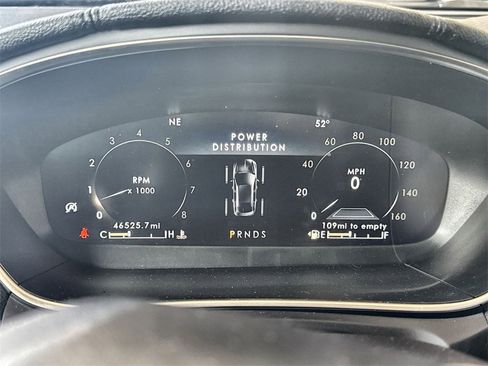 NE
52°
POWER
DISTRIBUTION
0 1 2 3 4 5 6 7 8
RPM
x 1000
0 20 40 60 80 100 120 140 160
MPH
0
46525.7mi
PRNDS
109mi to empty
C H
E F